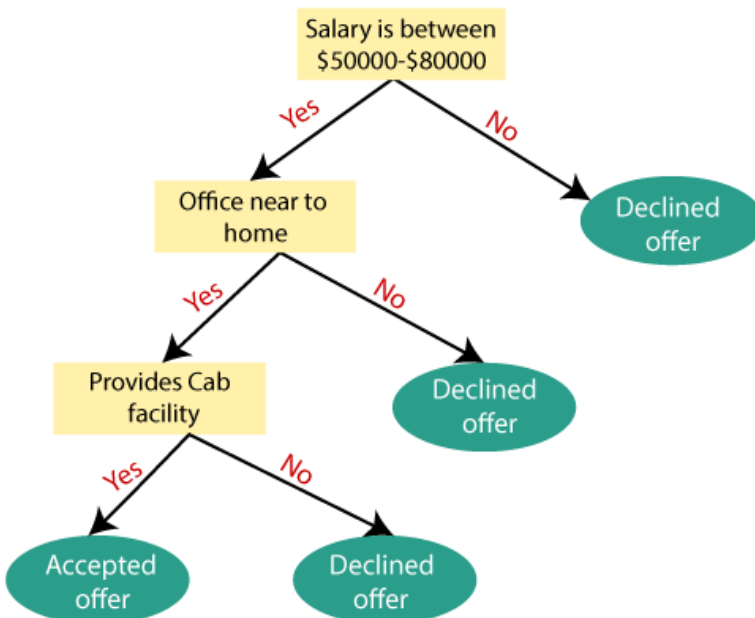 Salary is between
$50000-$80000
Yes
No
Office near to
home
Declined
offer
Yes
No
Provides Cab
facility
Declined
offer
Yes
No
Accepted
offer
Declined
offer